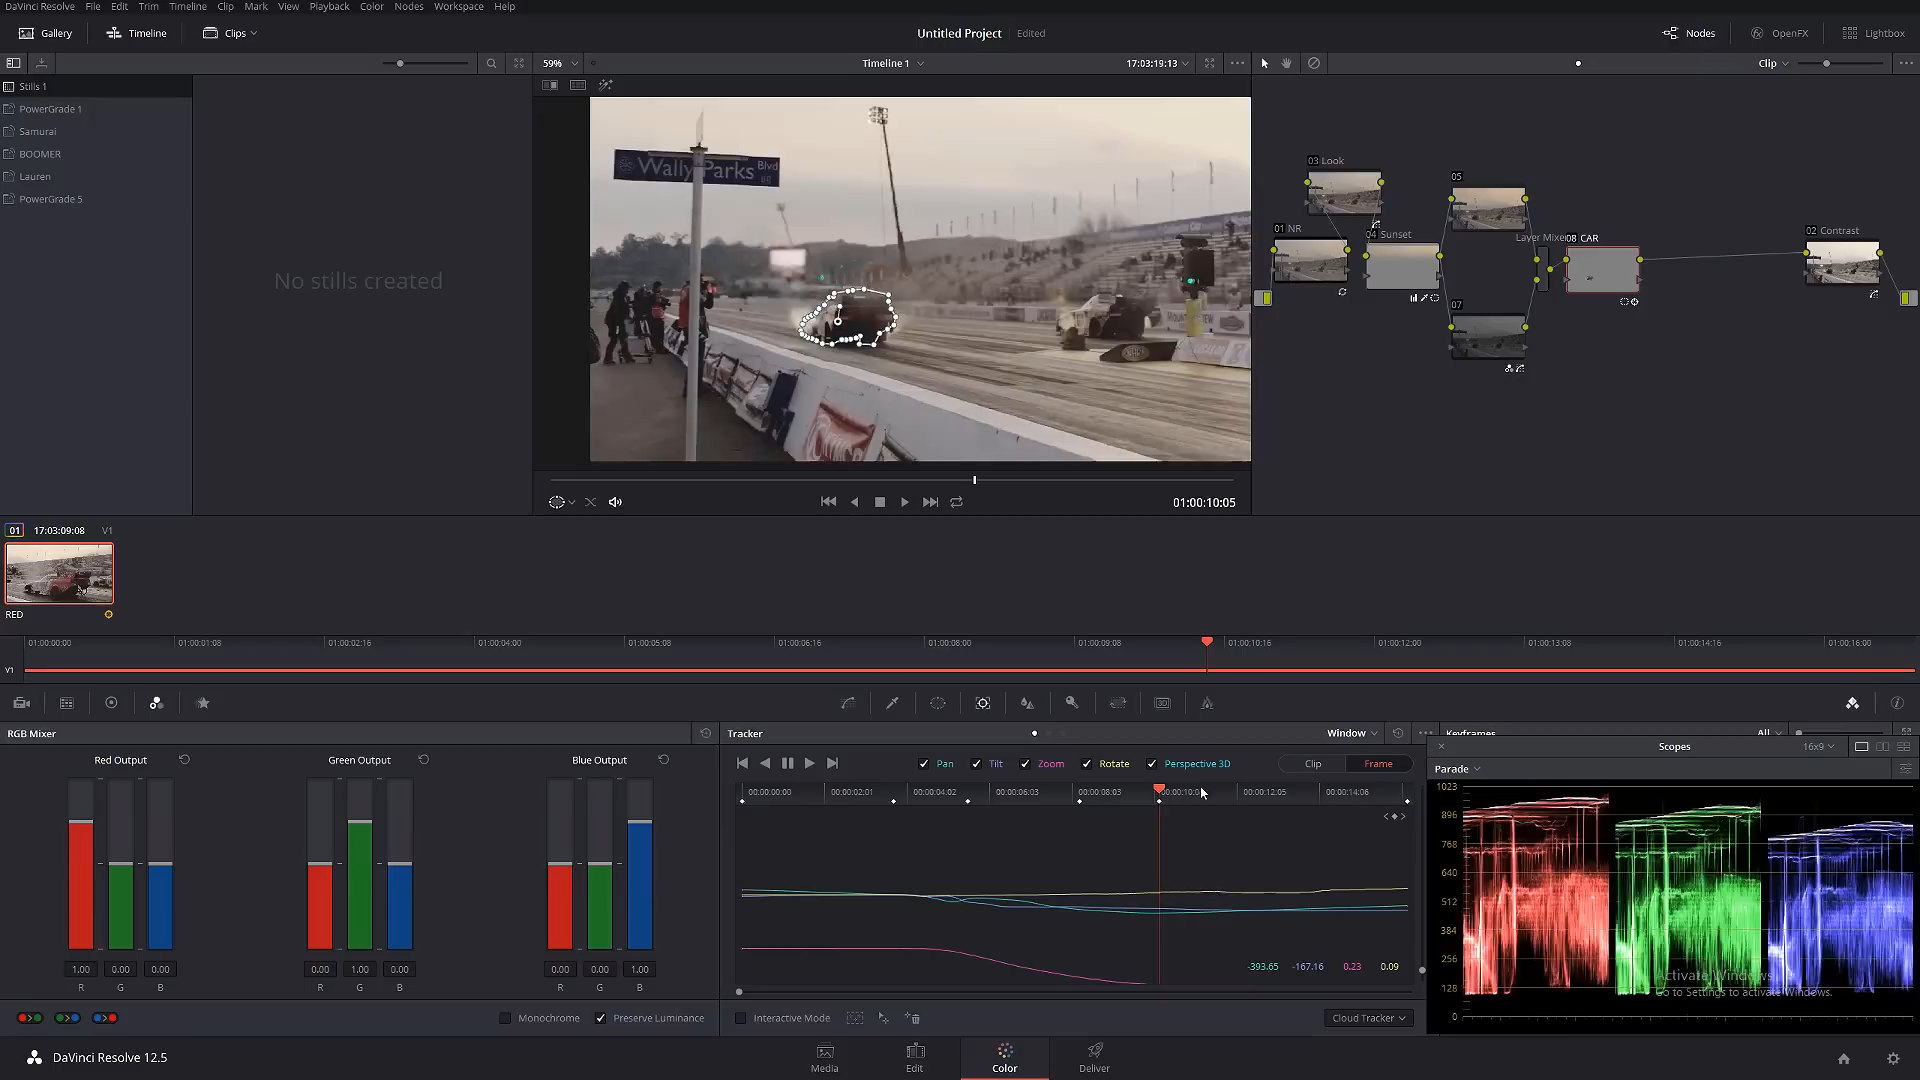 DaVinci Resolve File Edit Trim Timeline Clip Mark View Playback Color Nodes Workspace Help
Gallery Timeline Clips Untitled Project Edited Nodes OpenFX Lightbox
59% Timeline 1 17:03:19:13 Clip
Stills 1
PowerGrade 1
Samurai
BOOMER
Lauren
PowerGrade 5
No stills created
Wally Parks Blvd
03 Look
05
01 NR
04 Sunset
Layer Mixer
08 CAR
02 Contrast
07
01:00:10:05
01 17:03:09:08 V1
RED
01:00:00:00 01:00:01:08 01:00:02:16 01:00:04:00 01:00:05:08 01:00:06:16 01:00:08:00 01:00:09:08 01:00:10:16 01:00:12:00 01:00:13:08 01:00:14:16 01:00:16:00
V1
RGB Mixer
Red Output Green Output Blue Output
1.00 0.00 0.00 0.00 1.00 0.00 0.00 0.00 1.00
R G B R G B R G B
Monochrome Preserve Luminance
Tracker Window
Pan Tilt Zoom Rotate Perspective 3D Clip Frame
00:00:00:00 00:00:02:01 00:00:04:02 00:00:06:03 00:00:08:03 00:00:10:0 00:00:12:05 00:00:14:06
-393.65 -167.16 0.23 0.09
Interactive Mode Cloud Tracker
Keyframes All
Scopes 16x9
Parade
1023
896
768
640
512
384
256
128
0
Activate Windows
Go to Settings to activate Windows.
DaVinci Resolve 12.5
Media Edit Color Deliver